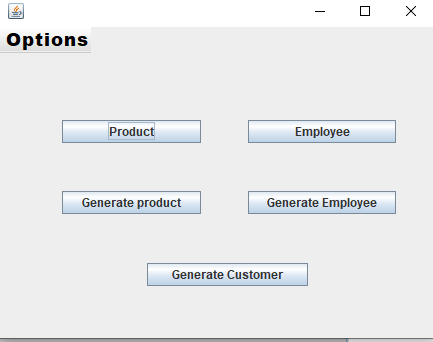 Options
Product
Employee
Generate product
Generate Employee
Generate Customer